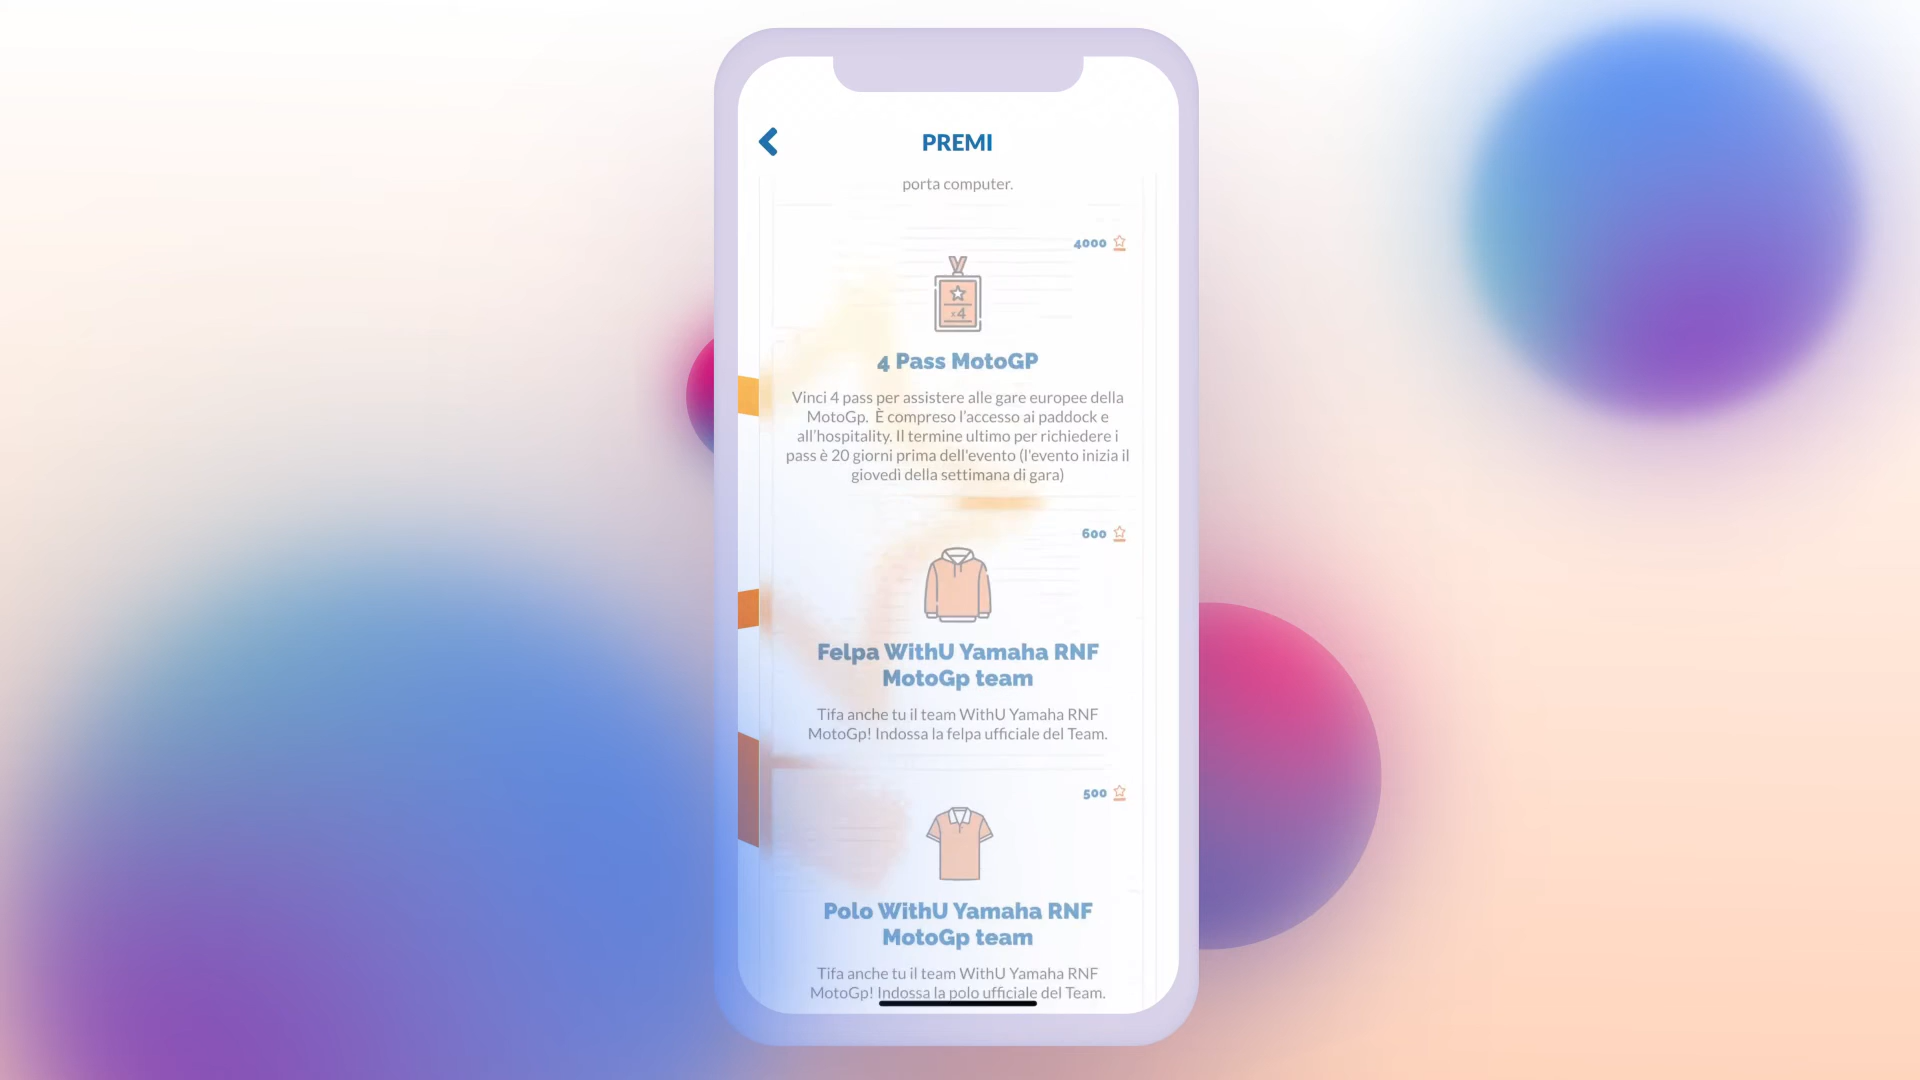 PREMI
porta computer.
4000
x4
4 Pass MotoGP
Vinci 4 pass per assistere alle gare europee della
MotoGp. È compreso l'accesso ai paddock e
all'hospitality. Il termine ultimo per richiedere i
pass è 20 giorni prima dell'evento (l'evento inizia il
giovedì della settimana di gara)
600
Felpa WithU Yamaha RNF
MotoGp team
Tifa anche tu il team WithU Yamaha RNF
MotoGp! Indossa la felpa ufficiale del Team.
500
Polo WithU Yamaha RNF
MotoGp team
Tifa anche tu il team WithU Yamaha RNF
MotoGp! Indossa la polo ufficiale del Team.